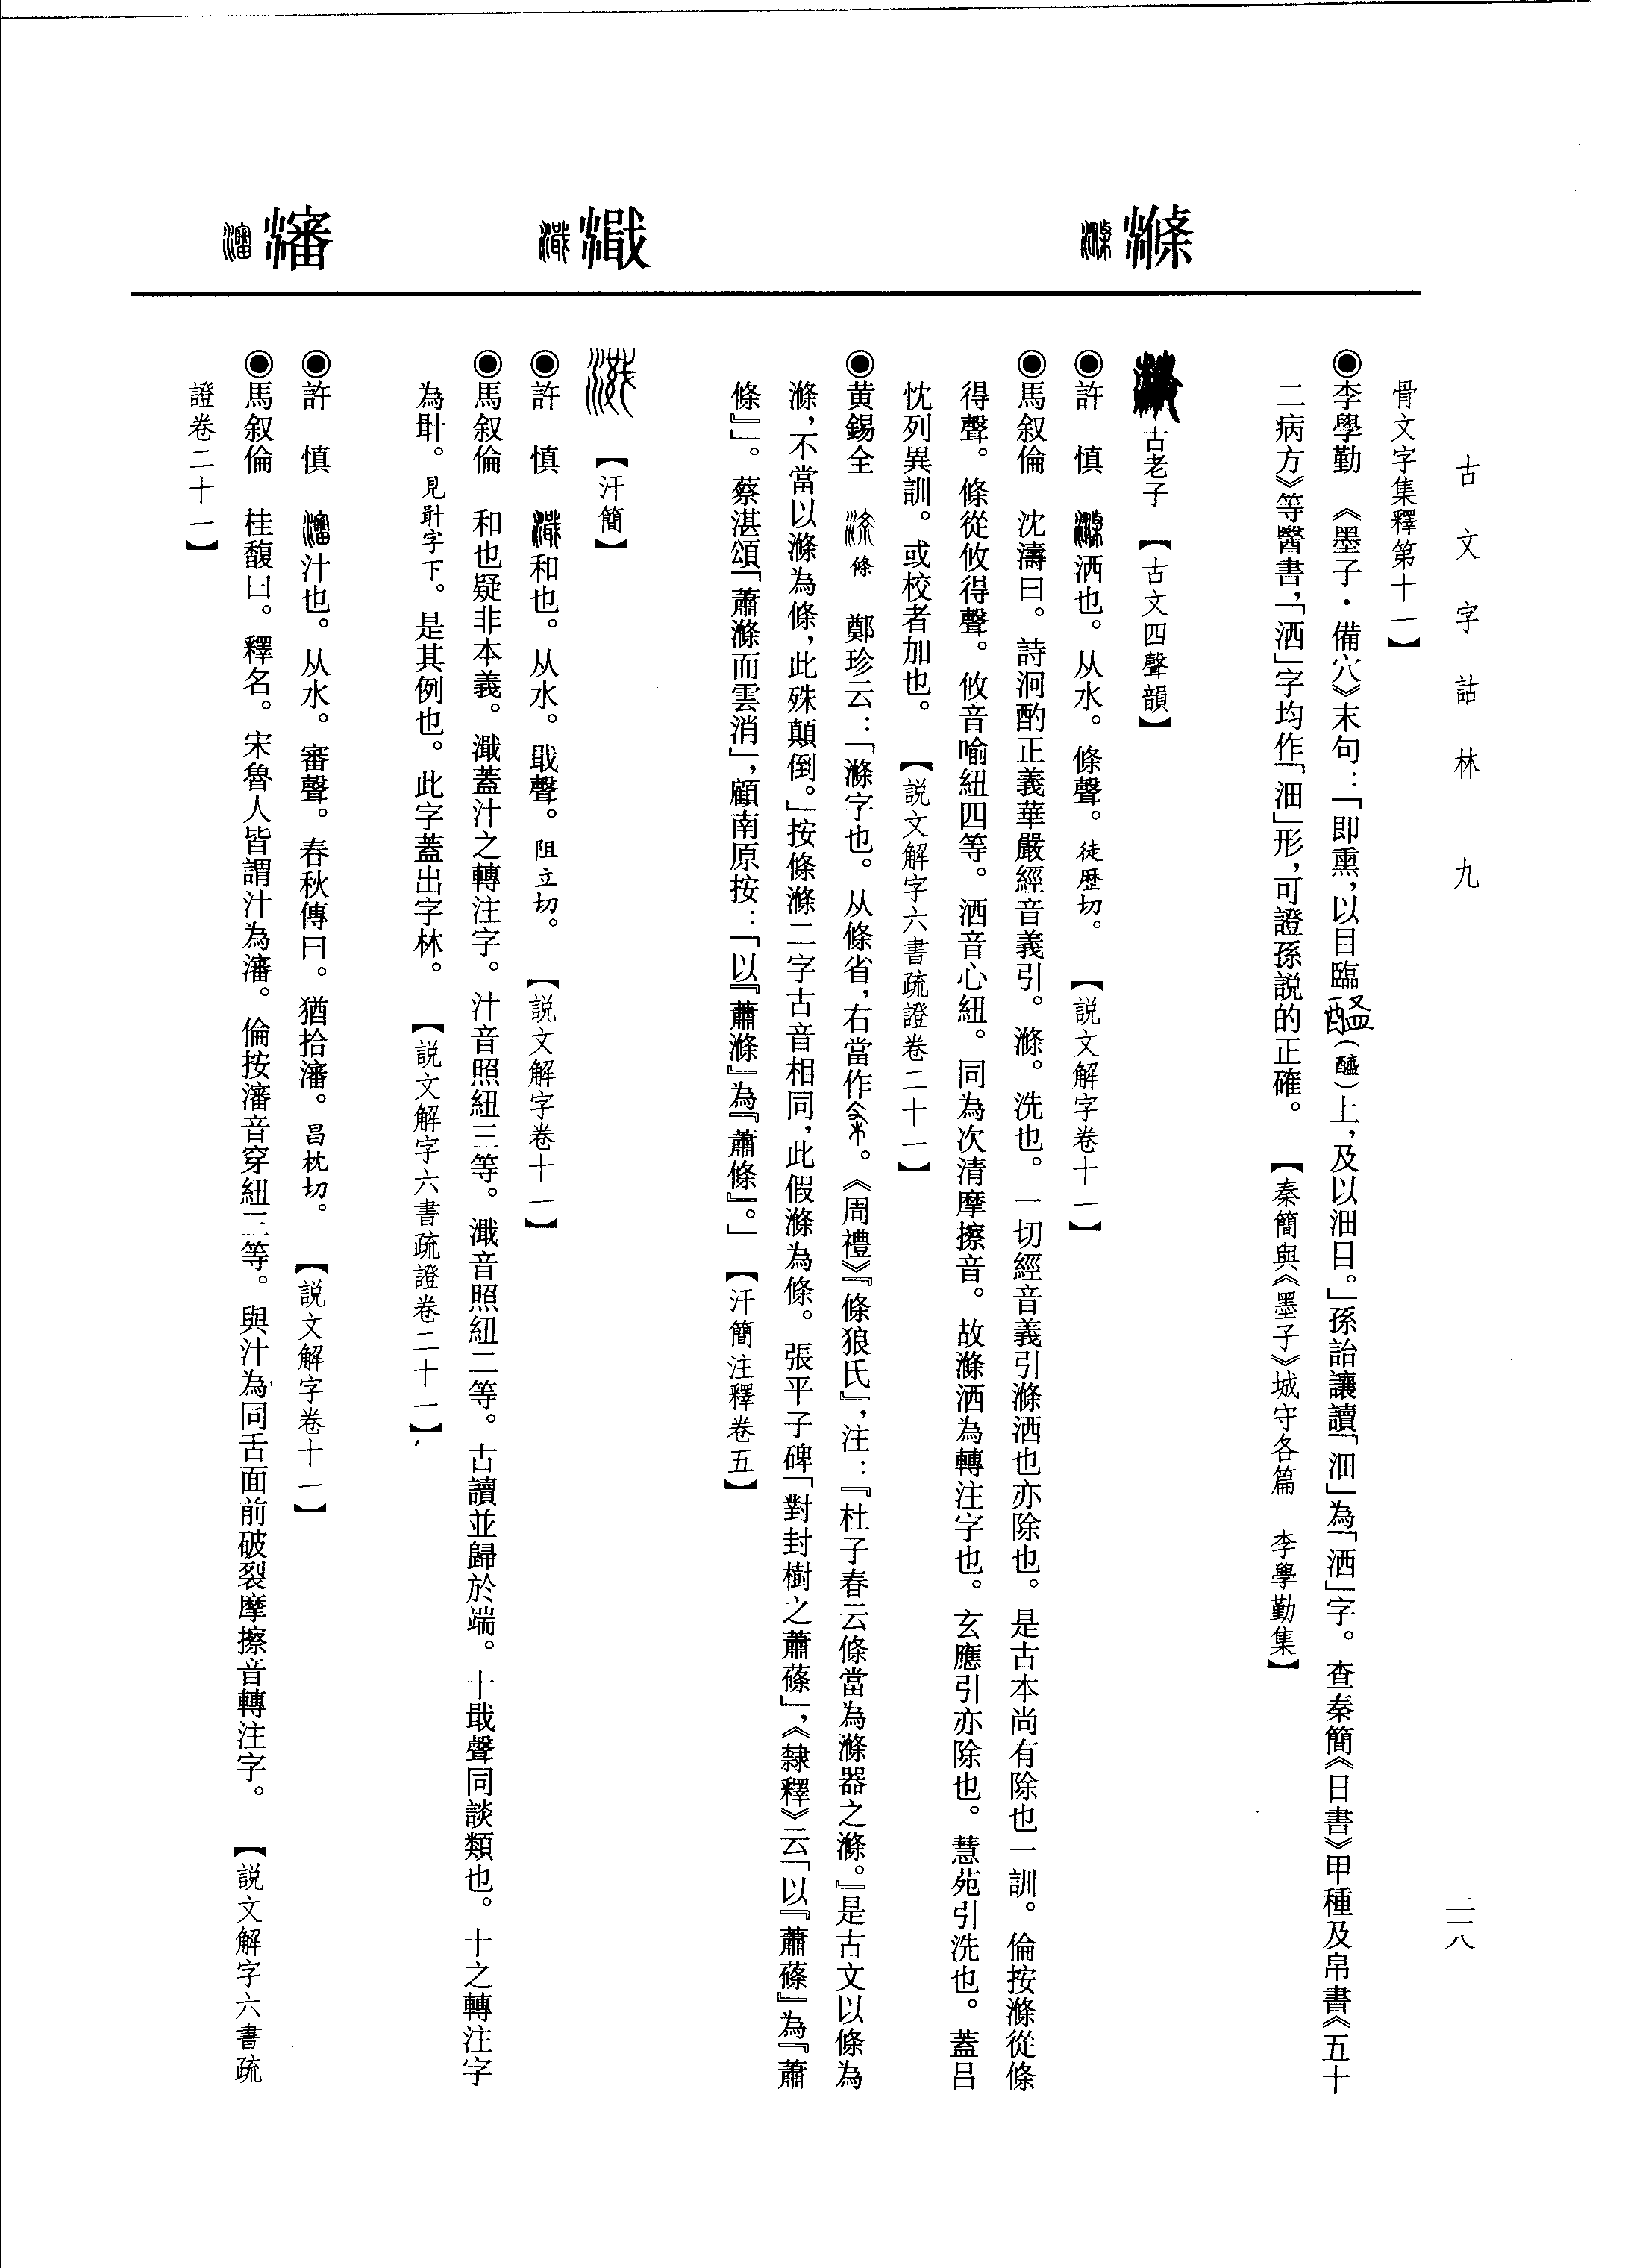 古文字詁林 九
二一八
滌
濈
瀋
骨文字集釋第十一】
◉李學勤　《墨子·備穴》末句：「即熏，以目臨（醯）上，及以沺目。」孫詒讓讀「沺」為「洒」字。查秦簡《日書》甲種及帛書《五十
二病方》等醫書，「洒」字均作「沺」形，可證孫説的正確。　【秦簡與《墨子》城守各篇　李學勤集】
古老子　【古文四聲韻】
◉許　慎　洒也。从水。條聲。徒歷切。　【説文解字卷十一】
◉馬叙倫　沈濤曰。詩泂酌正義華嚴經音義引。滌。洗也。一切經音義引滌洒也亦除也。是古本尚有除也一訓。倫按滌從條
得聲。條從攸得聲。攸音喻紐四等。洒音心紐。同為次清摩擦音。故滌洒為轉注字也。玄應引亦除也。慧苑引洗也。蓋吕
忱列異訓。或校者加也。　【説文解字六書疏證卷二十一】
◉黄錫全　條　鄭珍云：「滌字也。从條省，右當作。《周禮》『條狼氏』，注：『杜子春云條當為滌器之滌。』是古文以條為
滌，不當以滌為條，此殊顛倒。」按條滌二字古音相同，此假滌為條。張平子碑「對封樹之蕭蓧」，《隸釋》云「以『蕭蓧』為『蕭
條』」。蔡湛頌「蕭滌而雲消」，顧南原按：「以『蕭滌』為『蕭條』。」　【汗簡注釋卷五】
【汗簡】
◉許　慎　和也。从水。戢聲。阻立切。　【説文解字卷十一】
◉馬叙倫　和也疑非本義。濈蓋汁之轉注字。汁音照紐三等。濈音照紐二等。古讀並歸於端。十戢聲同談類也。十之轉注字
為卙。見卙字下。是其例也。此字蓋出字林。　【説文解字六書疏證卷二十一】
◉許　慎　汁也。从水。審聲。春秋傳曰。猶拾瀋。昌枕切。　【説文解字卷十一】
◉馬叙倫　桂馥曰。釋名。宋魯人皆謂汁為瀋。倫按瀋音穿紐三等。與汁為同舌面前破裂摩擦音轉注字。　【説文解字六書疏
證卷二十一】